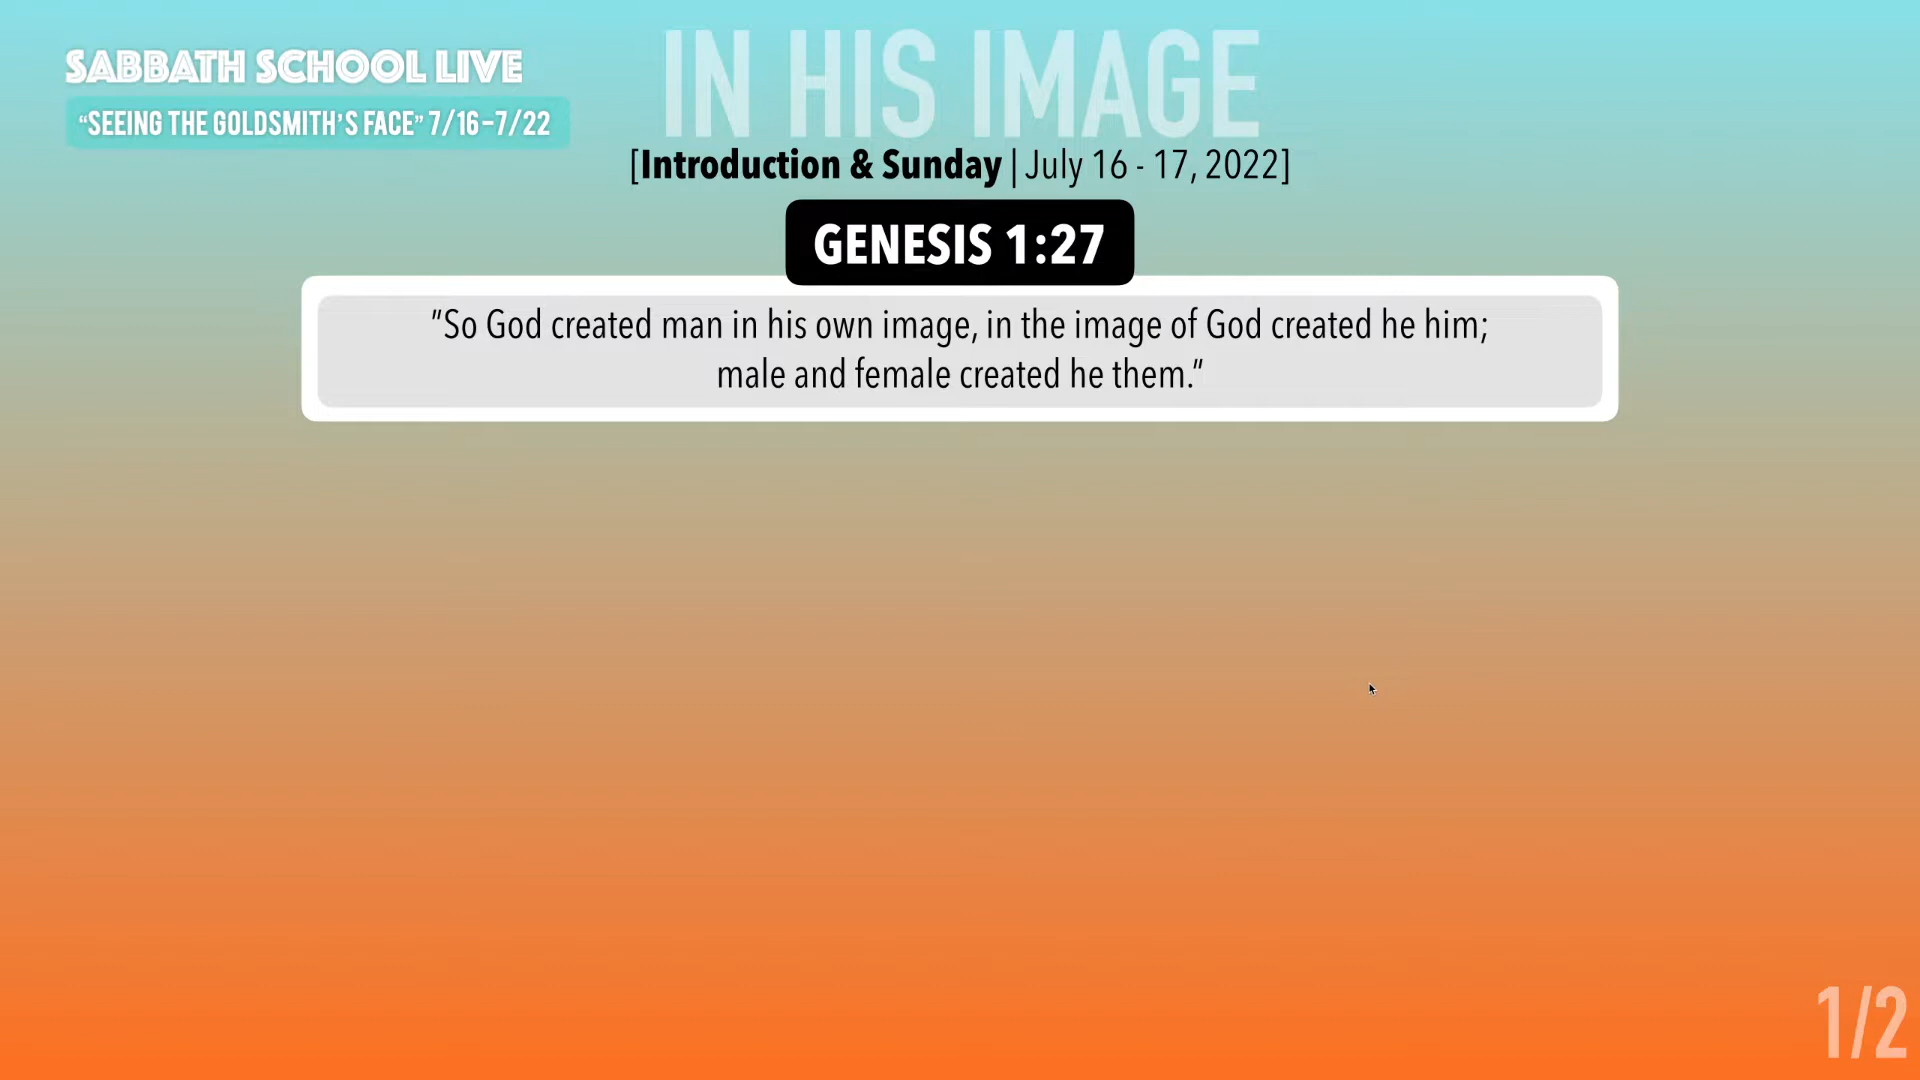 SABBATH SCHOOL LIVE
“SEEING THE GOLDSMITH’S FACE” 7/16-7/22
IN HIS IMAGE
[Introduction & Sunday | July 16 - 17, 2022]
GENESIS 1:27
"So God created man in his own image, in the image of God created he him;
male and female created he them."
1/2